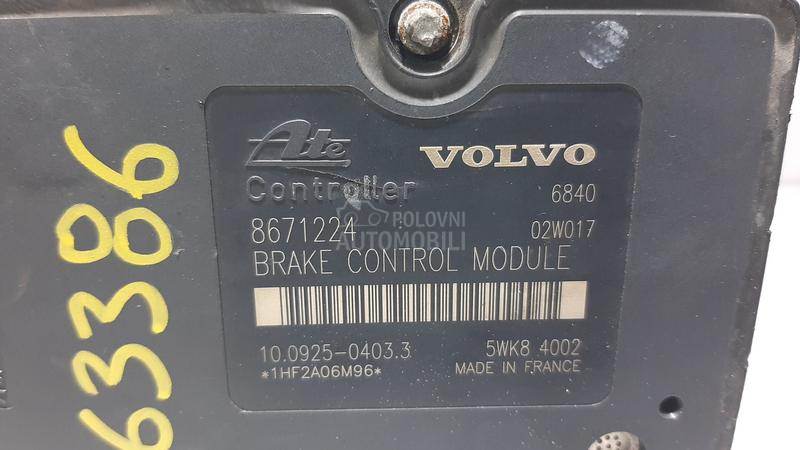 Ate VOLVO
Controller 6840
8671224 02W017
BRAKE CONTROL MODULE
10.0925-0403.3 5WK8 4002
*1HF2A06M96* MADE IN FRANCE
POLOVNI
AUTOMOBILI
63386